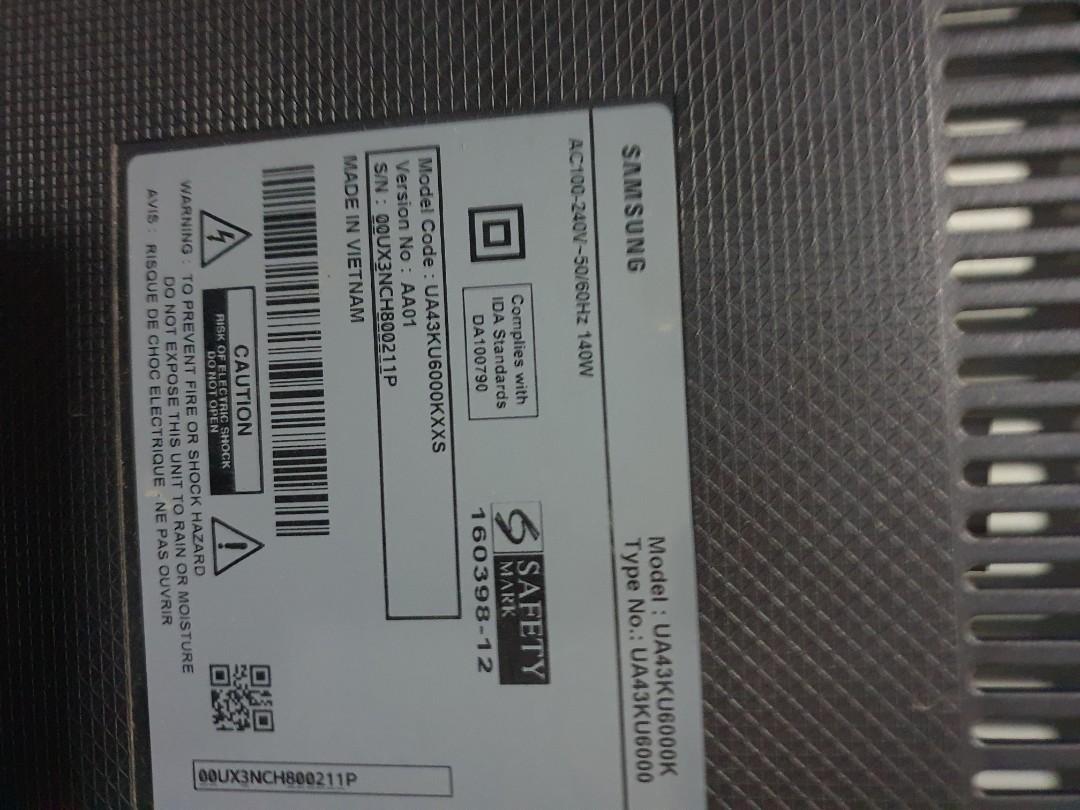 SAMSUNG
Model : UA43KU6000K
Type No.: UA43KU6000
AC100-240V~50/60Hz 140W
Complies with
IDA Standards
DA100790
SAFETY
MARK
160398-12
Model Code : UA43KU6000KXXS
Version No : AA01
S/N : 00UX3NCH800211P
MADE IN VIETNAM
CAUTION
RISK OF ELECTRIC SHOCK
DO NOT OPEN
WARNING : TO PREVENT FIRE OR SHOCK HAZARD
DO NOT EXPOSE THIS UNIT TO RAIN OR MOISTURE
AVIS : RISQUE DE CHOC ELECTRIQUE . NE PAS OUVRIR
00UX3NCH800211P